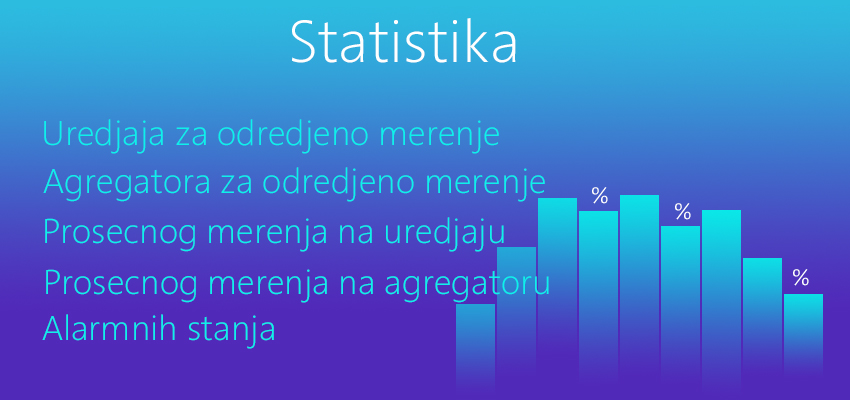 Statistika
Uredjaja za odredjeno merenje
Agregatora za odredjeno merenje
%
%
Prosecnog merenja na uredjaju
Prosecnog merenja na agregatoru
%
Alarmnih stanja